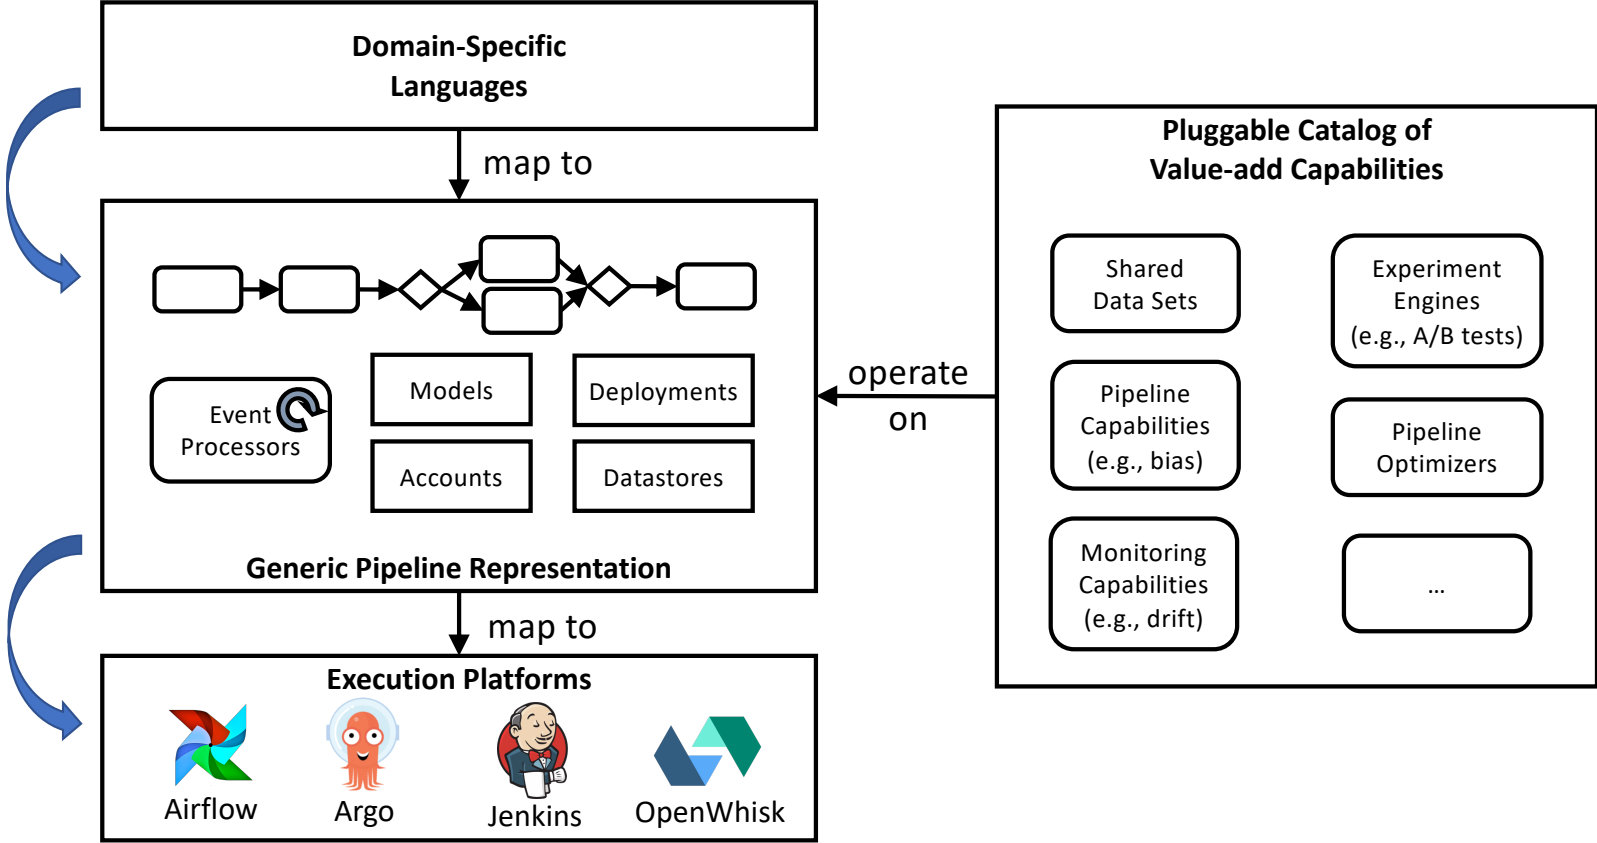 Domain-Specific
Languages
map to
Event
Processors
Models
Deployments
Accounts
Datastores
Generic Pipeline Representation
map to
Execution Platforms
Airflow
Argo
Jenkins
OpenWhisk
operate
on
Pluggable Catalog of
Value-add Capabilities
Shared
Data Sets
Experiment
Engines
(e.g., A/B tests)
Pipeline
Capabilities
(e.g., bias)
Pipeline
Optimizers
Monitoring
Capabilities
(e.g., drift)
...